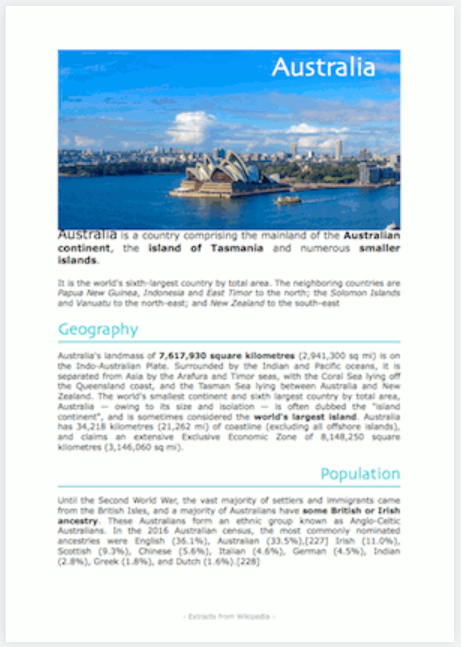 Australia
Australia is a country comprising the mainland of the Australian
continent, the island of Tasmania and numerous smaller
islands.
It is the world's sixth-largest country by total area. The neighboring countries are
Papua New Guinea, Indonesia and East Timor to the north; the Solomon Islands
and Vanuatu to the north-east; and New Zealand to the south-east
Geography
Australia's landmass of 7,617,930 square kilometres (2,941,300 sq mi) is on
the Indo-Australian Plate. Surrounded by the Indian and Pacific oceans, it is
separated from Asia by the Arafura and Timor seas, with the Coral Sea lying off
the Queensland coast, and the Tasman Sea lying between Australia and New
Zealand. The world's smallest continent and sixth largest country by total area,
Australia — owing to its size and isolation — is often dubbed the "island
continent", and is sometimes considered the world's largest island. Australia
has 34,218 kilometres (21,262 mi) of coastline (excluding all offshore islands),
and claims an extensive Exclusive Economic Zone of 8,148,250 square
kilometres (3,146,060 sq mi).
Population
Until the Second World War, the vast majority of settlers and immigrants came
from the British Isles, and a majority of Australians have some British or Irish
ancestry. These Australians form an ethnic group known as Anglo-Celtic
Australians. In the 2016 Australian census, the most commonly nominated
ancestries were English (36.1%), Australian (33.5%),[227] Irish (11.0%),
Scottish (9.3%), Chinese (5.6%), Italian (4.6%), German (4.5%), Indian
(2.8%), Greek (1.8%), and Dutch (1.6%).[228]
- Extracts from Wikipedia -